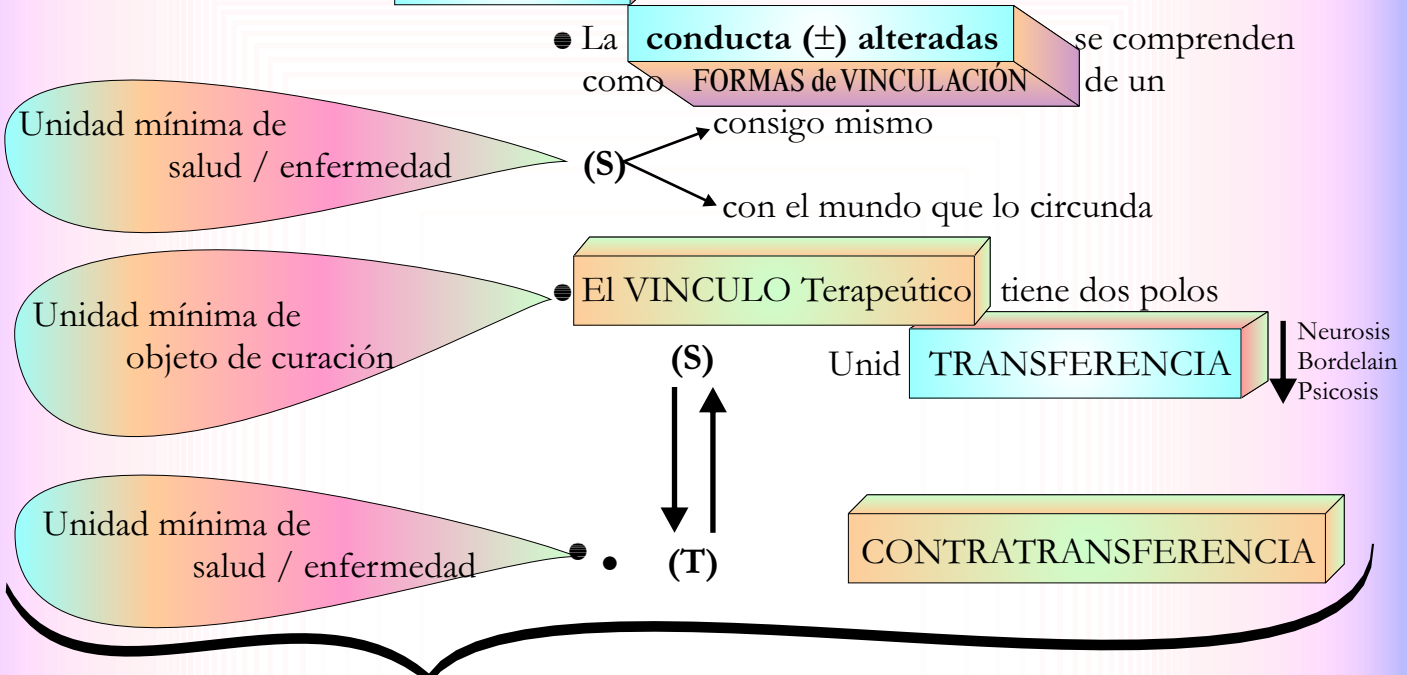 ● La conducta (±) alteradas se comprenden
como FORMAS de VINCULACIÓN de un
Unidad mínima de
salud / enfermedad
(S)
consigo mismo
con el mundo que lo circunda
Unidad mínima de
objeto de curación
● El VINCULO Terapeútico tiene dos polos
(S)
Unid TRANSFERENCIA
Neurosis
Bordelain
Psicosis
Unidad mínima de
salud / enfermedad
● • (T)
CONTRATRANSFERENCIA